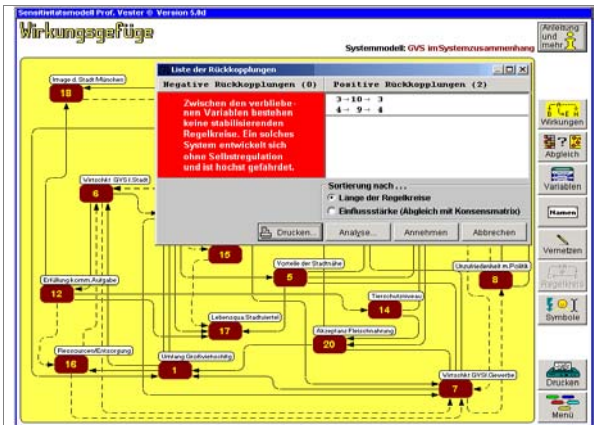 Sensitivitätsmodell Prof. Vester © Version 5.0d
Wirkungsgefüge
Systemmodell: GVS im Systemzusammenhang
Anleitung
und
mehr
Liste der Rückkopplungen
Negative Rückkopplungen (0)
Positive Rückkopplungen (2)
Zwischen den verbliebe-
nen Variablen bestehen
keine stabilisierenden
Regelkreise. Ein solches
System entwickelt sich
ohne Selbstregulation
und ist höchst gefährdet.
3→10→ 3
4→ 9→ 4
Sortierung nach . . .
Länge der Regelkreise
Einflussstärke (Abgleich mit Konsensmatrix)
Drucken...
Analyse...
Annehmen
Abbrechen
Image d. Stadt München
18
Wirtschkt GVS f.Stadt
6
15
Vorteile der Stadtnähe
5
Unzufriedenheit m.Politik
8
Erfüllung komm.Aufgabe
12
Tierschutzniveau
14
Lebensqua.Stadtviertel
17
Akzeptanz Fleischnahrung
20
Ressourcen/Entsorgung
16
Umfang Großviehschltg
1
Wirtschkt GVSf.Gewerbe
7
Wirkungen
Abgleich
Variablen
Namen
Vernetzen
Regelkreis
Symbole
Drucken
Menü